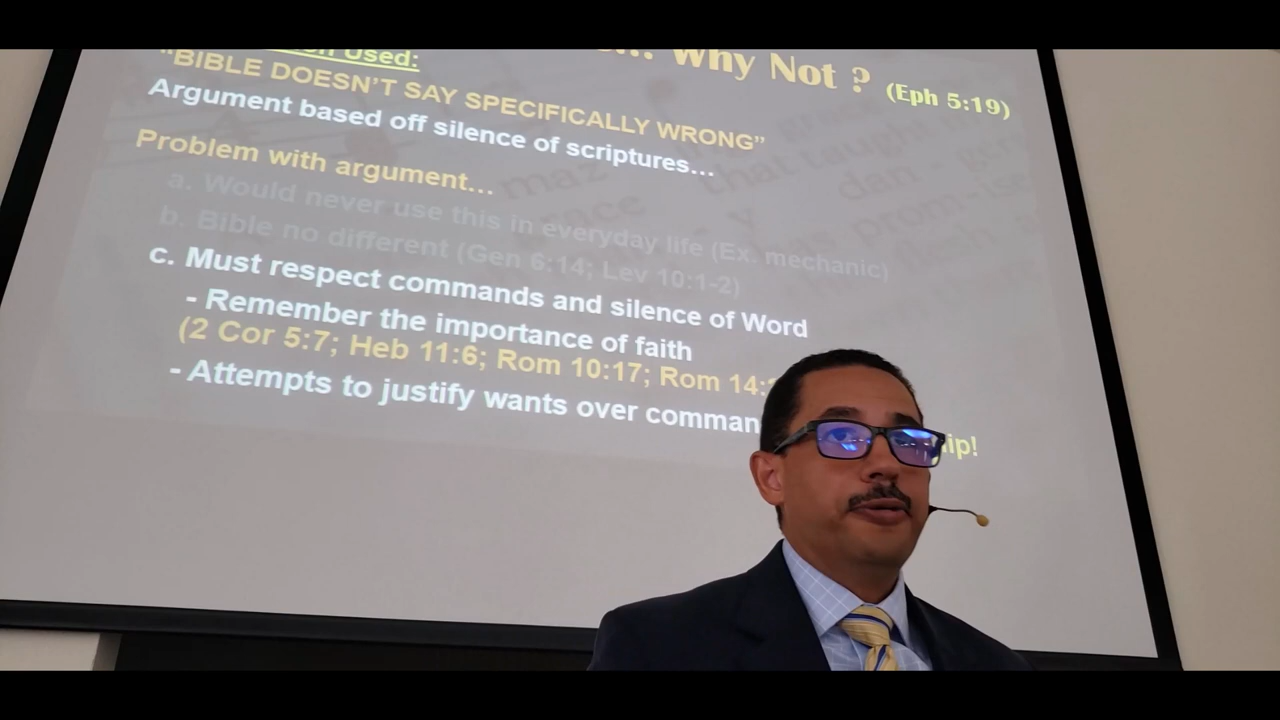 Used:
Why Not ? (Eph 5:19)
"BIBLE DOESN'T SAY SPECIFICALLY WRONG"
Argument based off silence of scriptures...
Problem with argument...
a. Would never use this in everyday life (Ex. mechanic)
b. Bible no different (Gen 6:14; Lev 10:1-2)
c. Must respect commands and silence of Word
- Remember the importance of faith
(2 Cor 5:7; Heb 11:6; Rom 10:17; Rom 14:
- Attempts to justify wants over comman